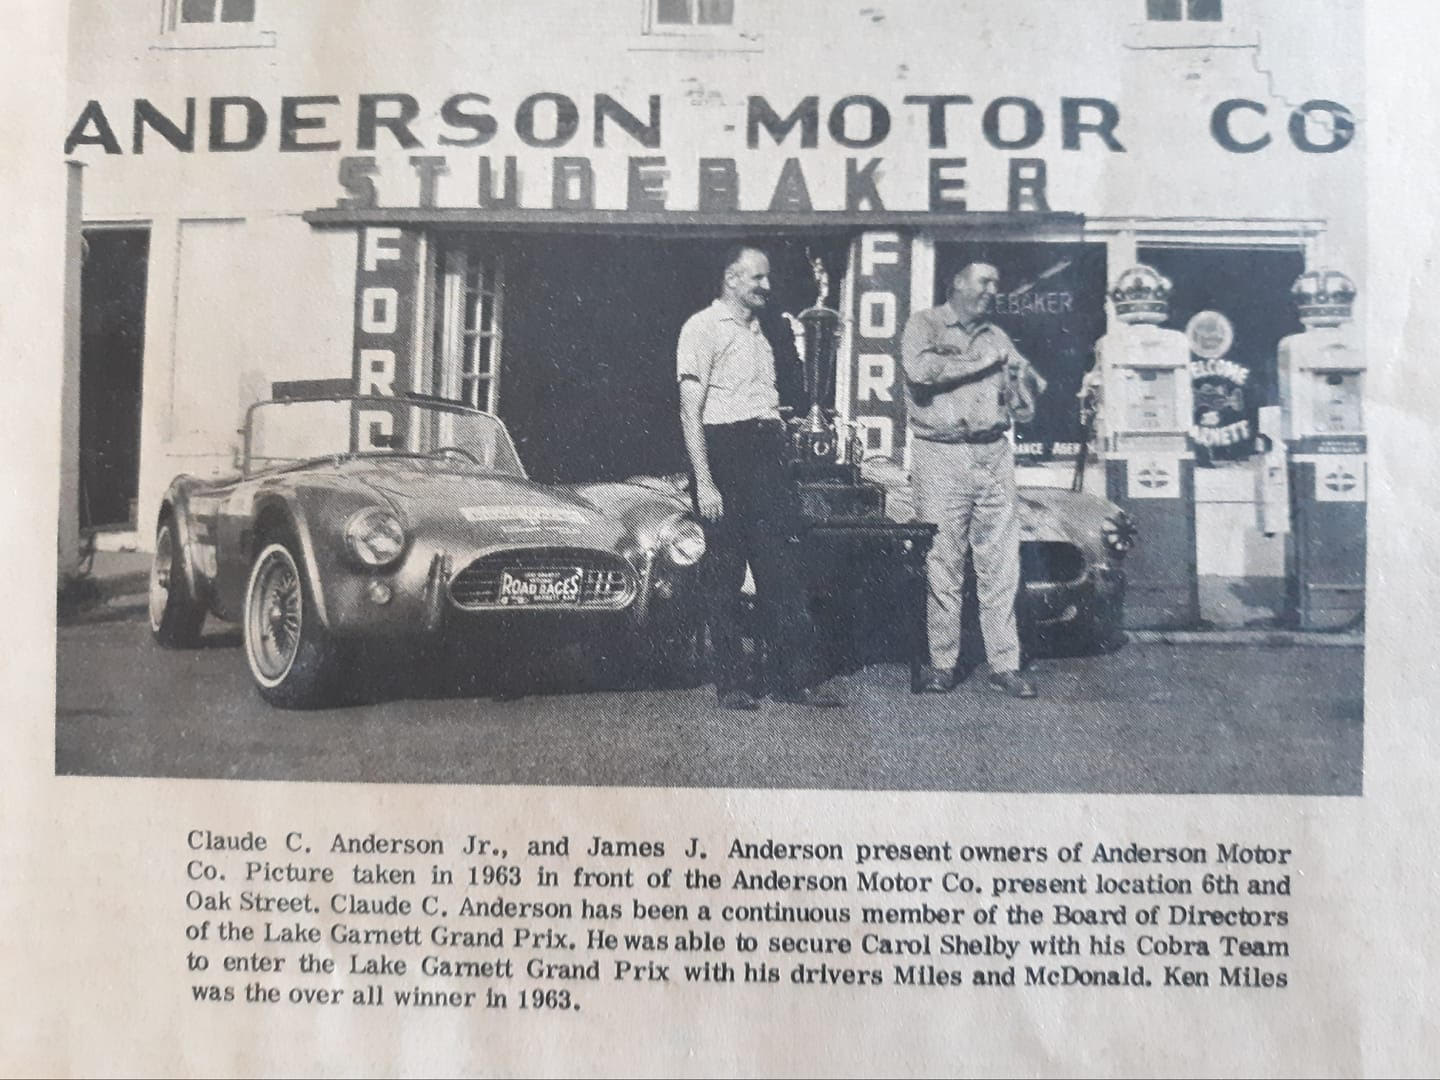 ANDERSON MOTOR CO
STUDEBAKER
FORD
FORD
EBAKER
WELCOME
ROAD RACES
Claude C. Anderson Jr., and James J. Anderson present owners of Anderson Motor
Co. Picture taken in 1963 in front of the Anderson Motor Co. present location 6th and
Oak Street. Claude C. Anderson has been a continuous member of the Board of Directors
of the Lake Garnett Grand Prix. He was able to secure Carol Shelby with his Cobra Team
to enter the Lake Garnett Grand Prix with his drivers Miles and McDonald. Ken Miles
was the over all winner in 1963.